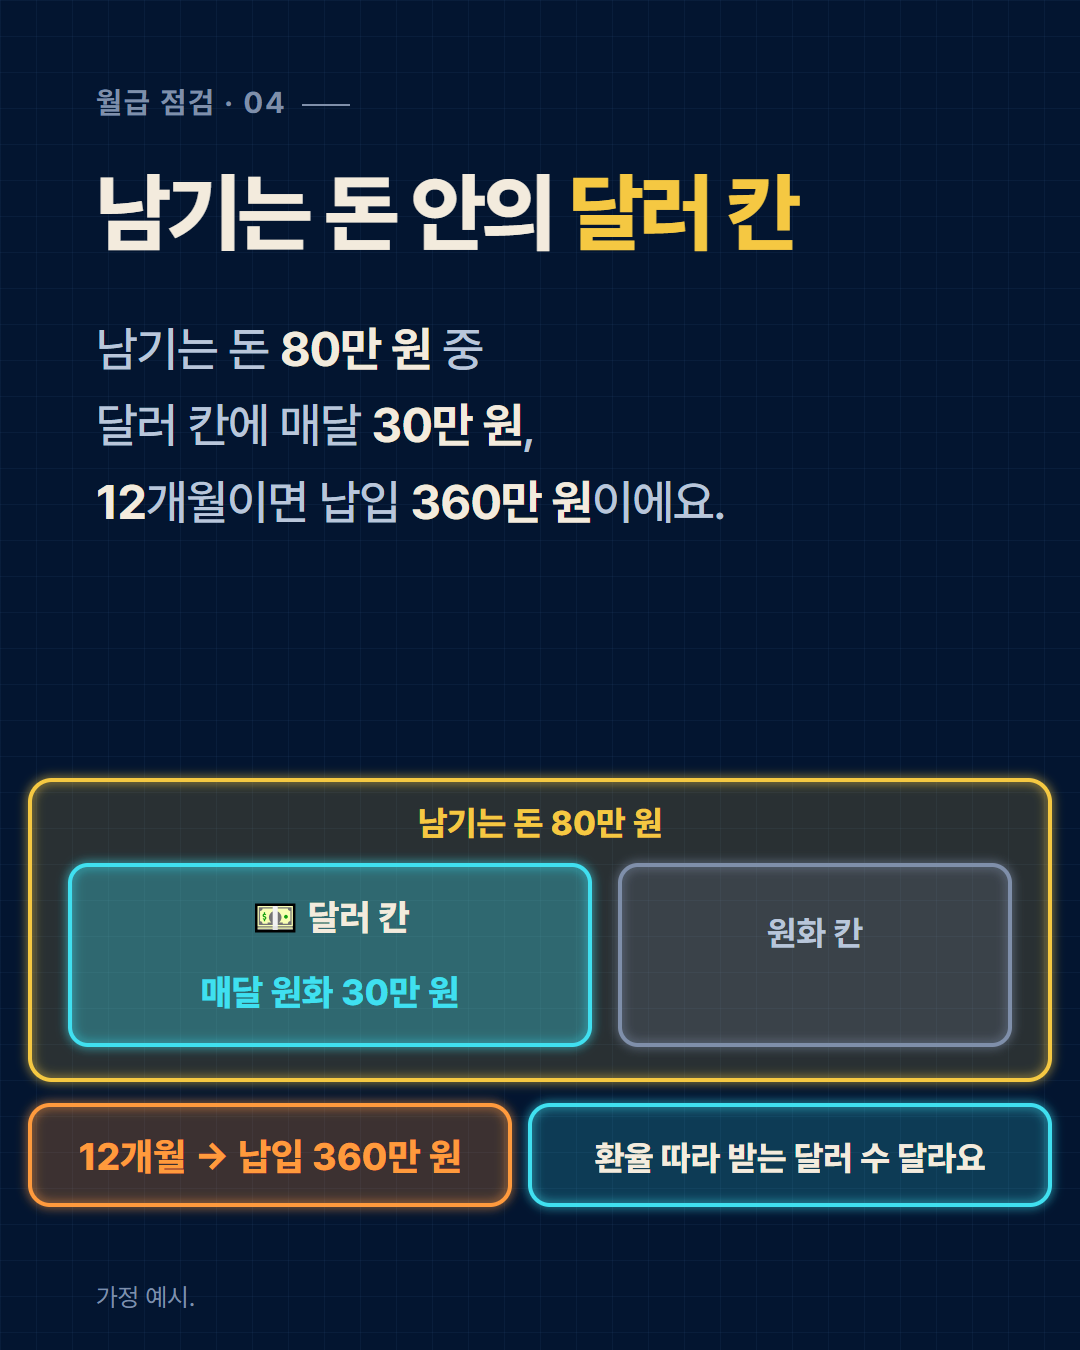 월급 점검 · 04
남기는 돈 안의 달러 칸
남기는 돈 80만 원 중
달러 칸에 매달 30만 원,
12개월이면 납입 360만 원이에요.
남기는 돈 80만 원
💵 달러 칸
매달 원화 30만 원
원화 칸
12개월 → 납입 360만 원
환율 따라 받는 달러 수 달라요
가정 예시.